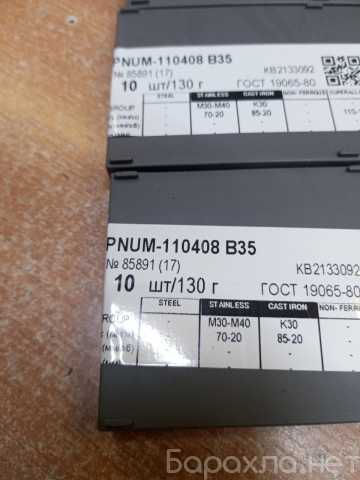 PNUM-110408 B35
№ 85891 (17) КВ2133092
10 шт/130 г ГОСТ 19065-80
STEEL STAINLESS CAST IRON NON- FERROUS
- M30-M40 K30 -
- 70-20 85-20 -
PNUM-110408 B35
№ 85891 (17) КВ2133092
10 шт/130 г ГОСТ 19065-80
STEEL STAINLESS CAST IRON
- M30-M40 K30 -
- 70-20 85-20 -
- - - -
Барахла.нет